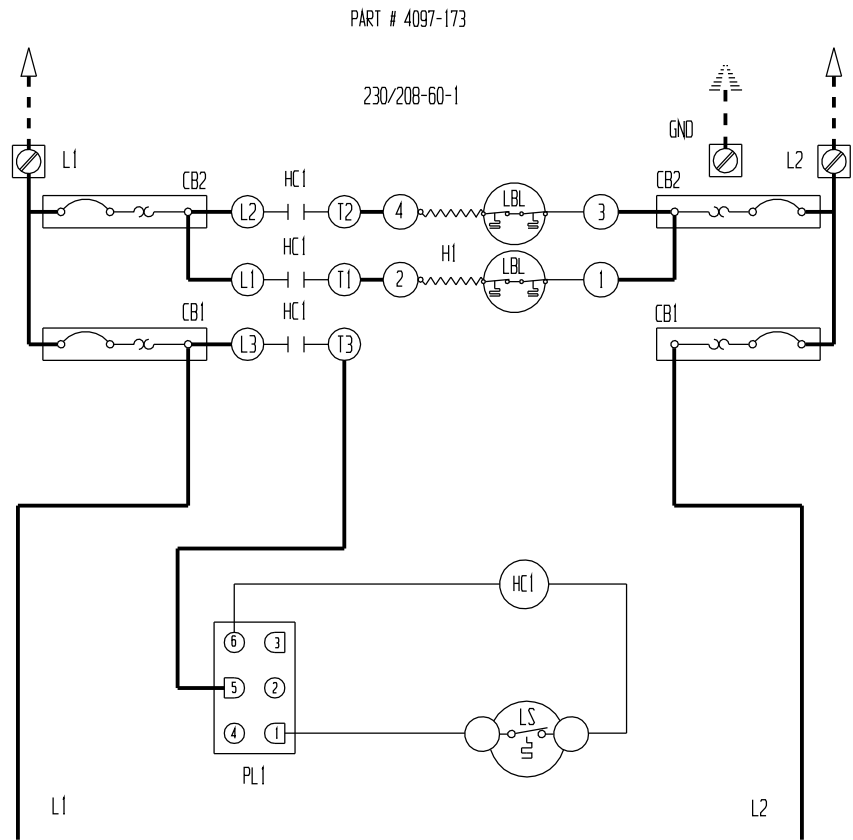 PART # 4097-173
230/208-60-1
GND
L1
L2
CB2
HC1
CB2
L2
T2
4
LBL
3
HC1
H1
L1
T1
2
LBL
1
CB1
HC1
CB1
L3
T3
HC1
6
3
5
2
4
1
LS
PL1
L1
L2